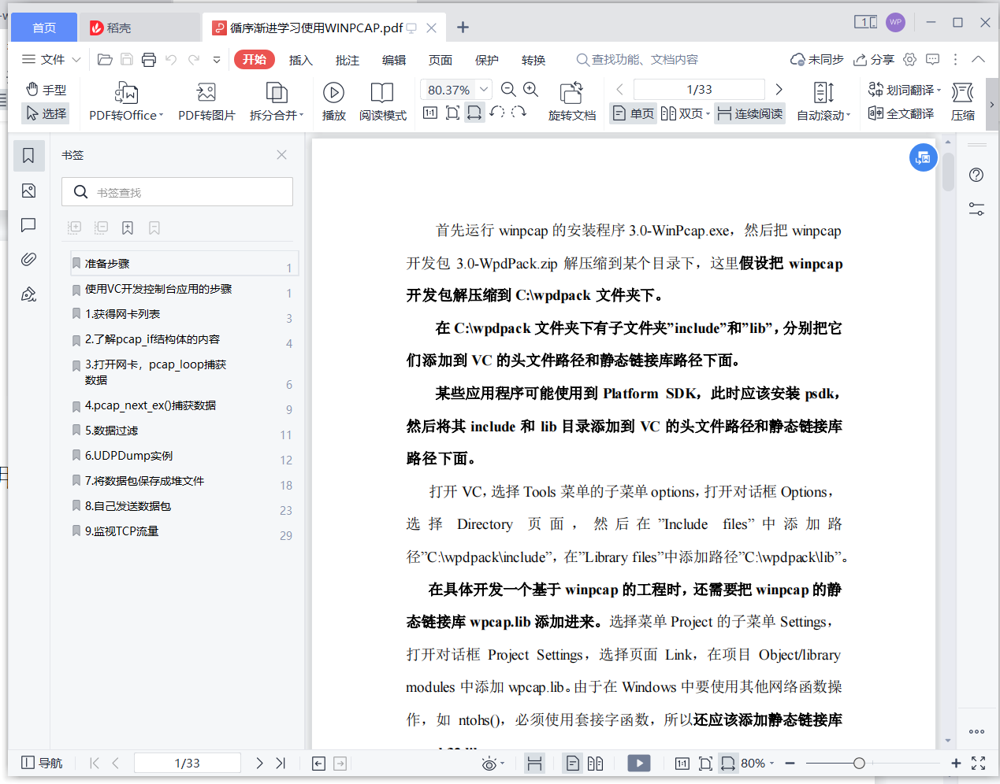 首页
稻壳
循序渐进学习使用WINPCAP.pdf
1
WP
文件
开始
插入
批注
编辑
页面
保护
转换
查找功能、文档内容
未同步
分享
手型
选择
PDF转Office
PDF转图片
拆分合并
播放
阅读模式
80.37%
1:1
旋转文档
1/33
单页
双页
连续阅读
自动滚动
划词翻译
全文翻译
压缩
书签
书签查找
准备步骤 1
使用VC开发控制台应用的步骤 1
1.获得网卡列表 3
2.了解pcap_if结构体的内容 4
3.打开网卡，pcap_loop捕获
数据 6
4.pcap_next_ex()捕获数据 9
5.数据过滤 11
6.UDPDump实例 12
7.将数据包保存成堆文件 18
8.自己发送数据包 23
9.监视TCP流量 29
首先运行 winpcap 的安装程序 3.0-WinPcap.exe，然后把 winpcap
开发包 3.0-WpdPack.zip 解压缩到某个目录下，这里假设把 winpcap
开发包解压缩到 C:\wpdpack 文件夹下。
在 C:\wpdpack 文件夹下有子文件夹”include”和”lib”，分别把它
们添加到 VC 的头文件路径和静态链接库路径下面。
某些应用程序可能使用到 Platform SDK，此时应该安装 psdk，
然后将其 include 和 lib 目录添加到 VC 的头文件路径和静态链接库
路径下面。
打开 VC，选择 Tools 菜单的子菜单 options，打开对话框 Options，
选择 Directory 页面，然后在”Include files”中添加路
径”C:\wpdpack\include”，在”Library files”中添加路径”C:\wpdpack\lib”。
在具体开发一个基于 winpcap 的工程时，还需要把 winpcap 的静
态链接库 wpcap.lib 添加进来。选择菜单 Project 的子菜单 Settings，
打开对话框 Project Settings，选择页面 Link，在项目 Object/library
modules 中添加 wpcap.lib。由于在 Windows 中要使用其他网络函数操
作，如 ntohs()，必须使用套接字函数，所以还应该添加静态链接库
导航
1/33
1:1
80%